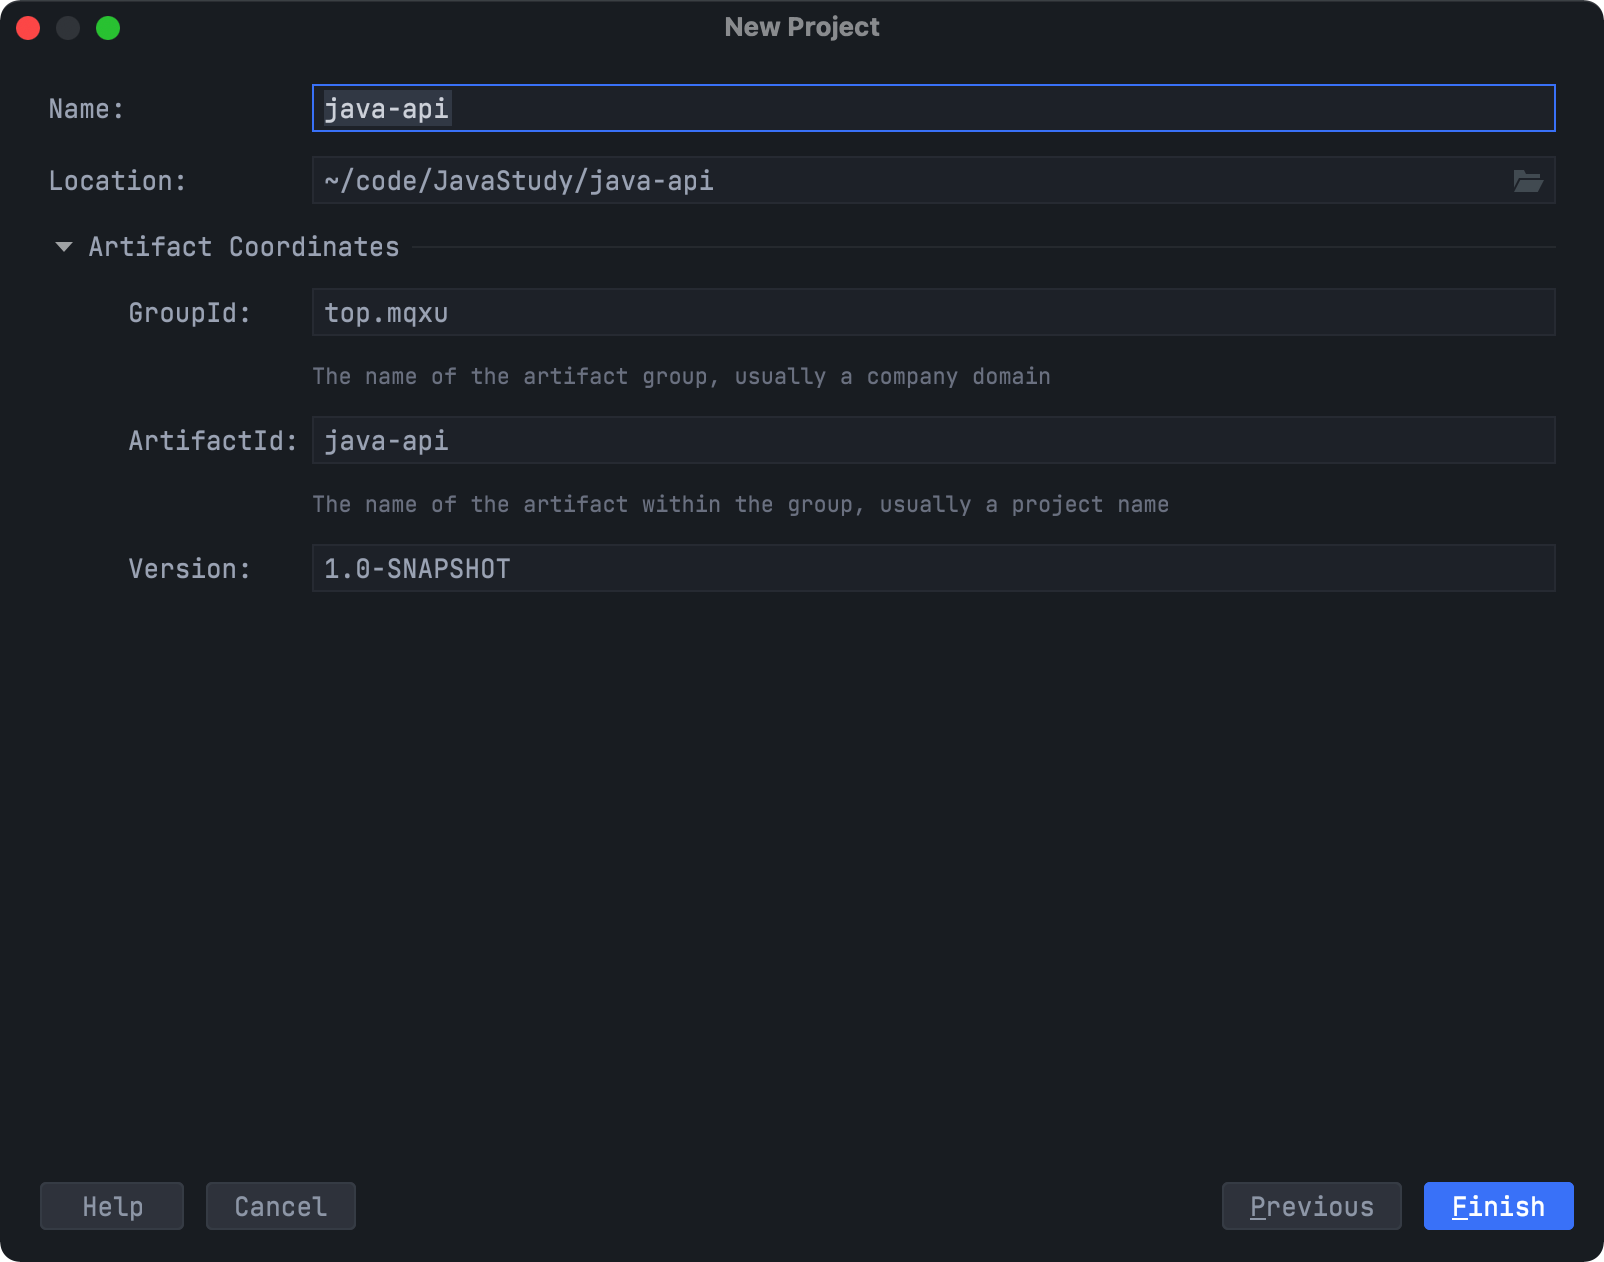 New Project
Name: java-api
Location: ~/code/JavaStudy/java-api
Artifact Coordinates
GroupId: top.mqxu
The name of the artifact group, usually a company domain
ArtifactId: java-api
The name of the artifact within the group, usually a project name
Version: 1.0-SNAPSHOT
Help Cancel Previous Finish